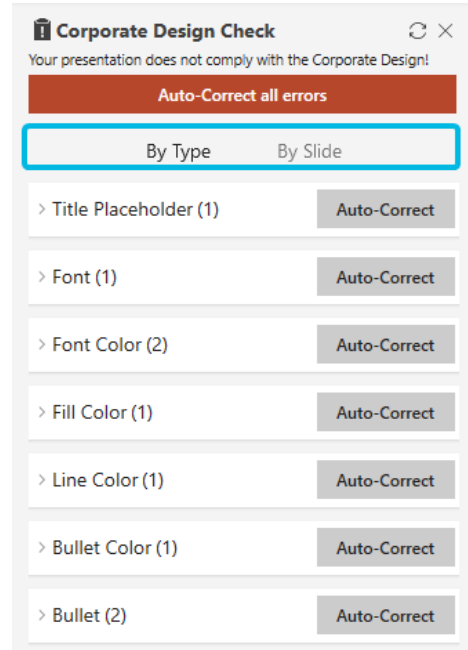 Corporate Design Check
Your presentation does not comply with the Corporate Design!
Auto-Correct all errors
By Type By Slide
Title Placeholder (1) Auto-Correct
Font (1) Auto-Correct
Font Color (2) Auto-Correct
Fill Color (1) Auto-Correct
Line Color (1) Auto-Correct
Bullet Color (1) Auto-Correct
Bullet (2) Auto-Correct